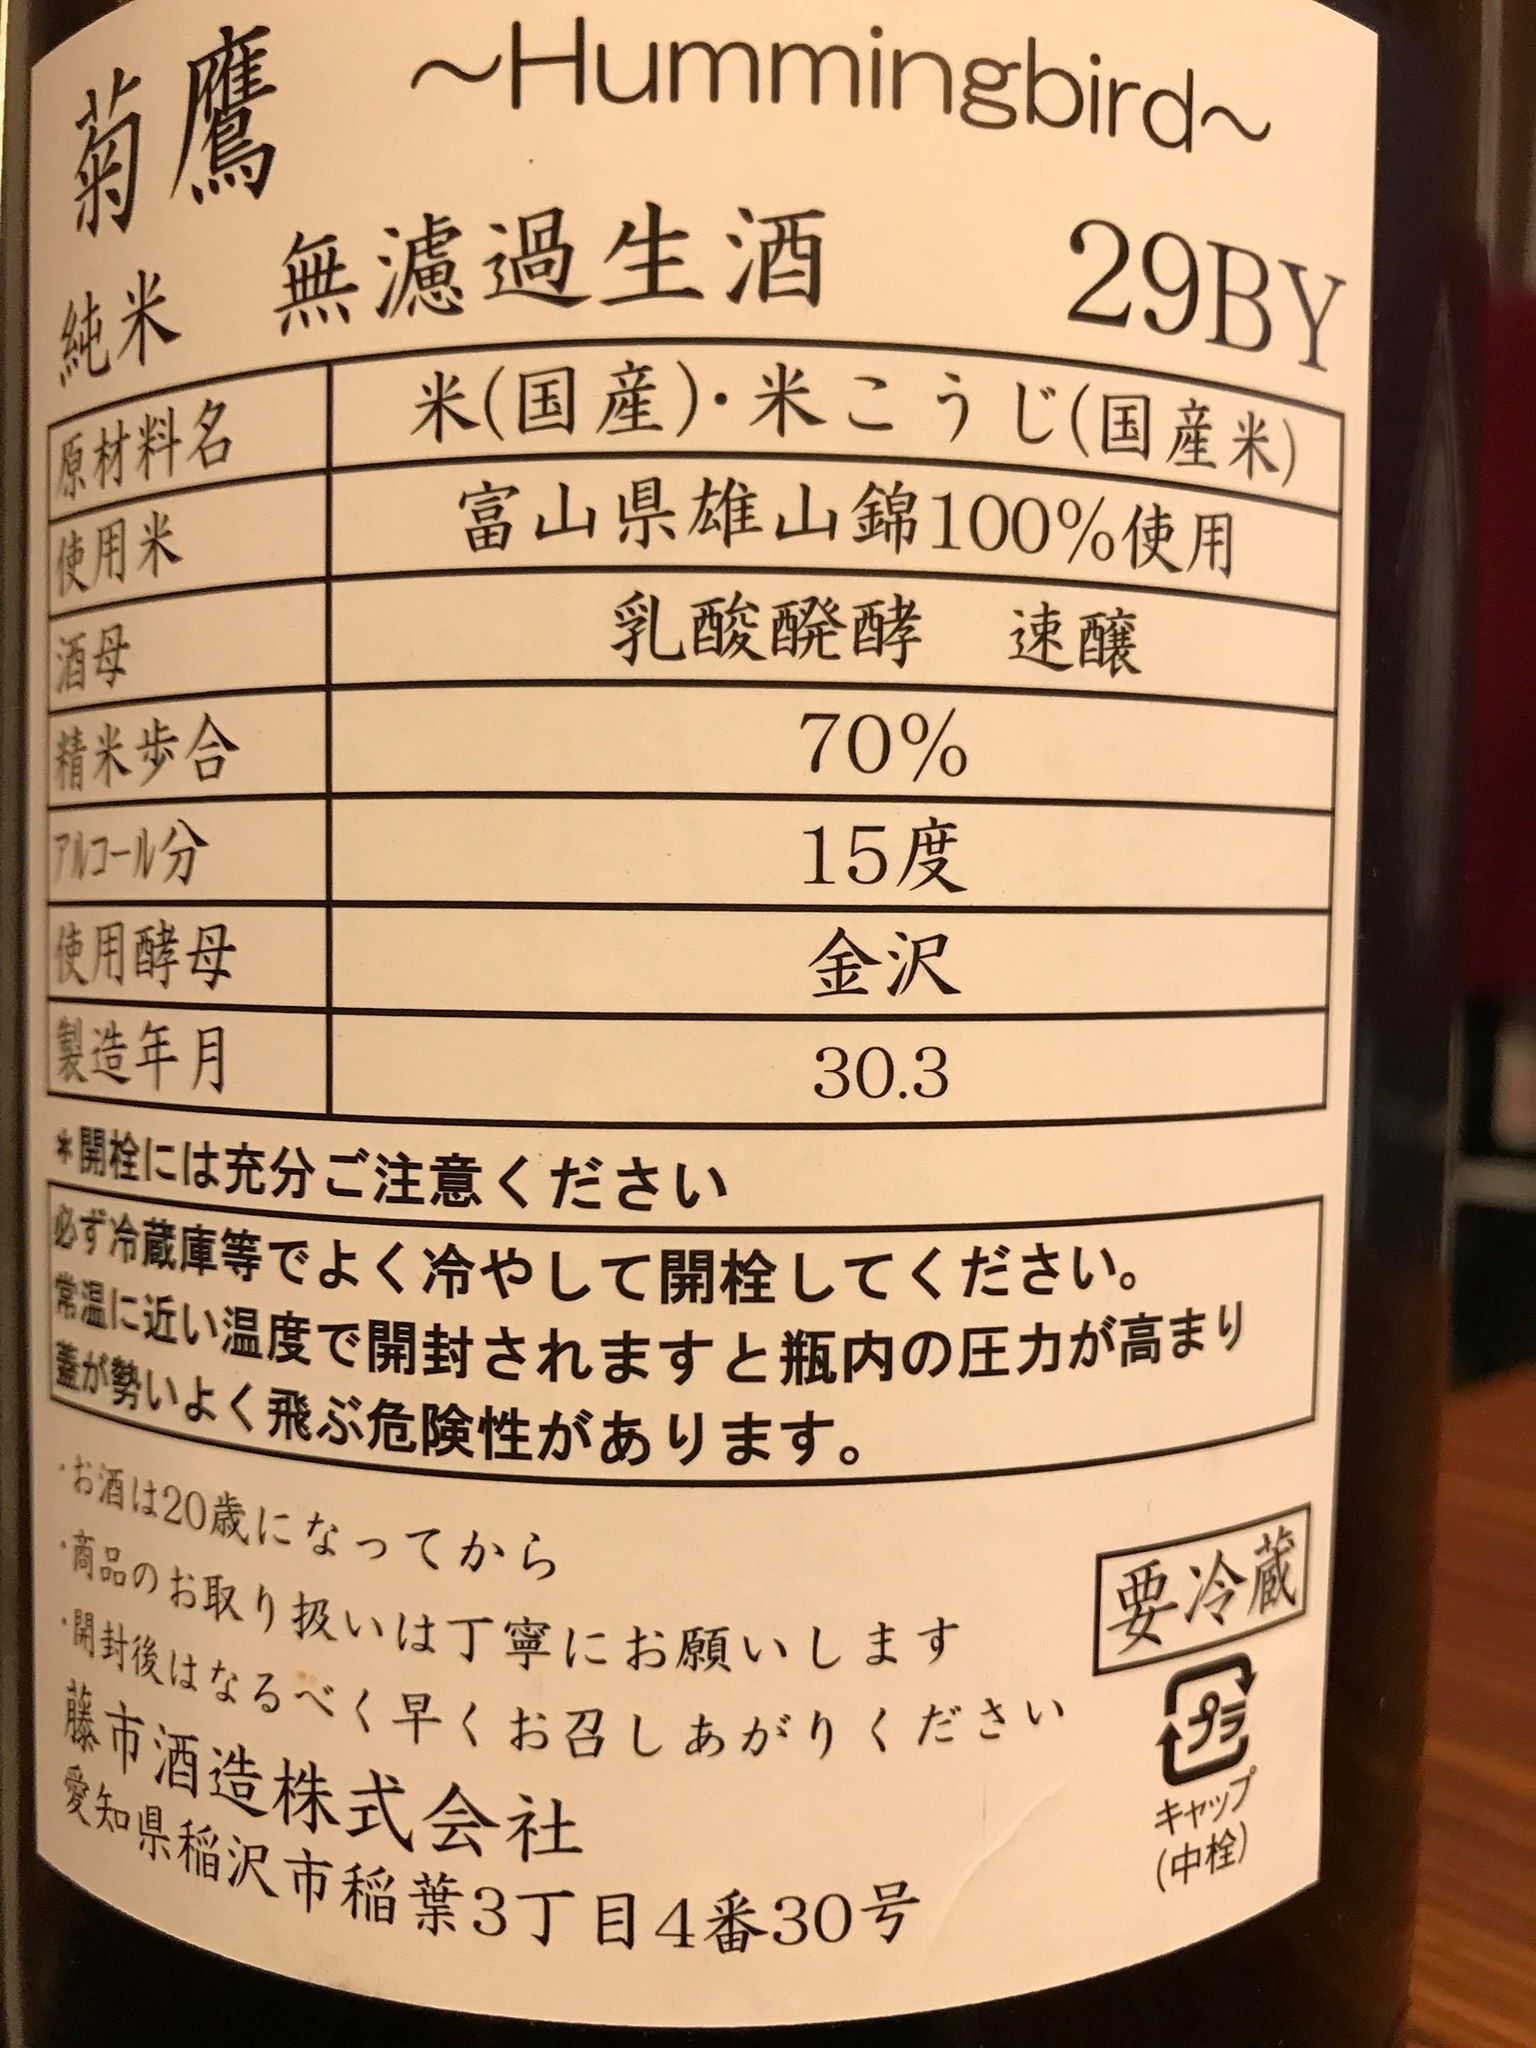 菊鷹 ～Hummingbird～
純米 無濾過生酒 29BY
原材料名 米(国産)・米こうじ(国産米)
使用米 富山県雄山錦100%使用
酒母 乳酸醗酵 速醸
精米歩合 70%
アルコール分 15度
使用酵母 金沢
製造年月 30.3
*開栓には充分ご注意ください
必ず冷蔵庫等でよく冷やして開栓してください。
常温に近い温度で開封されますと瓶内の圧力が高まり
蓋が勢いよく飛ぶ危険性があります。
・お酒は20歳になってから
・商品のお取り扱いは丁寧にお願いします
・開封後はなるべく早くお召しあがりください
藤市酒造株式会社
愛知県稲沢市稲葉3丁目4番30号
要冷蔵
プラ
キャップ
(中栓)